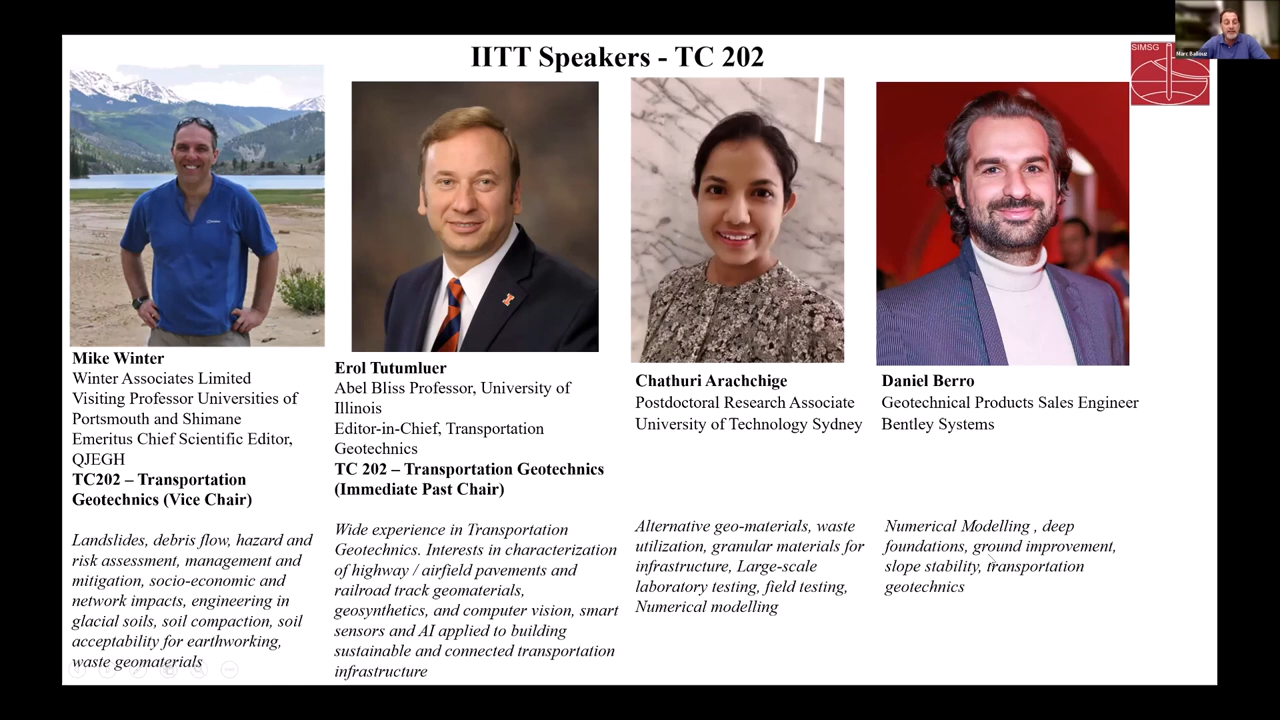 IITT Speakers - TC 202
SIMSG
Marc Ballouz
Mike Winter
Winter Associates Limited
Visiting Professor Universities of
Portsmouth and Shimane
Emeritus Chief Scientific Editor,
QJEGH
TC202 – Transportation
Geotechnics (Vice Chair)
Landslides, debris flow, hazard and
risk assessment, management and
mitigation, socio-economic and
network impacts, engineering in
glacial soils, soil compaction, soil
acceptability for earthworking,
waste geomaterials
Erol Tutumluer
Abel Bliss Professor, University of
Illinois
Editor-in-Chief, Transportation
Geotechnics
TC 202 – Transportation Geotechnics
(Immediate Past Chair)
Wide experience in Transportation
Geotechnics. Interests in characterization
of highway / airfield pavements and
railroad track geomaterials,
geosynthetics, and computer vision, smart
sensors and AI applied to building
sustainable and connected transportation
infrastructure
Chathuri Arachchige
Postdoctoral Research Associate
University of Technology Sydney
Alternative geo-materials, waste
utilization, granular materials for
infrastructure, Large-scale
laboratory testing, field testing,
Numerical modelling
Daniel Berro
Geotechnical Products Sales Engineer
Bentley Systems
Numerical Modelling , deep
foundations, ground improvement,
slope stability, transportation
geotechnics